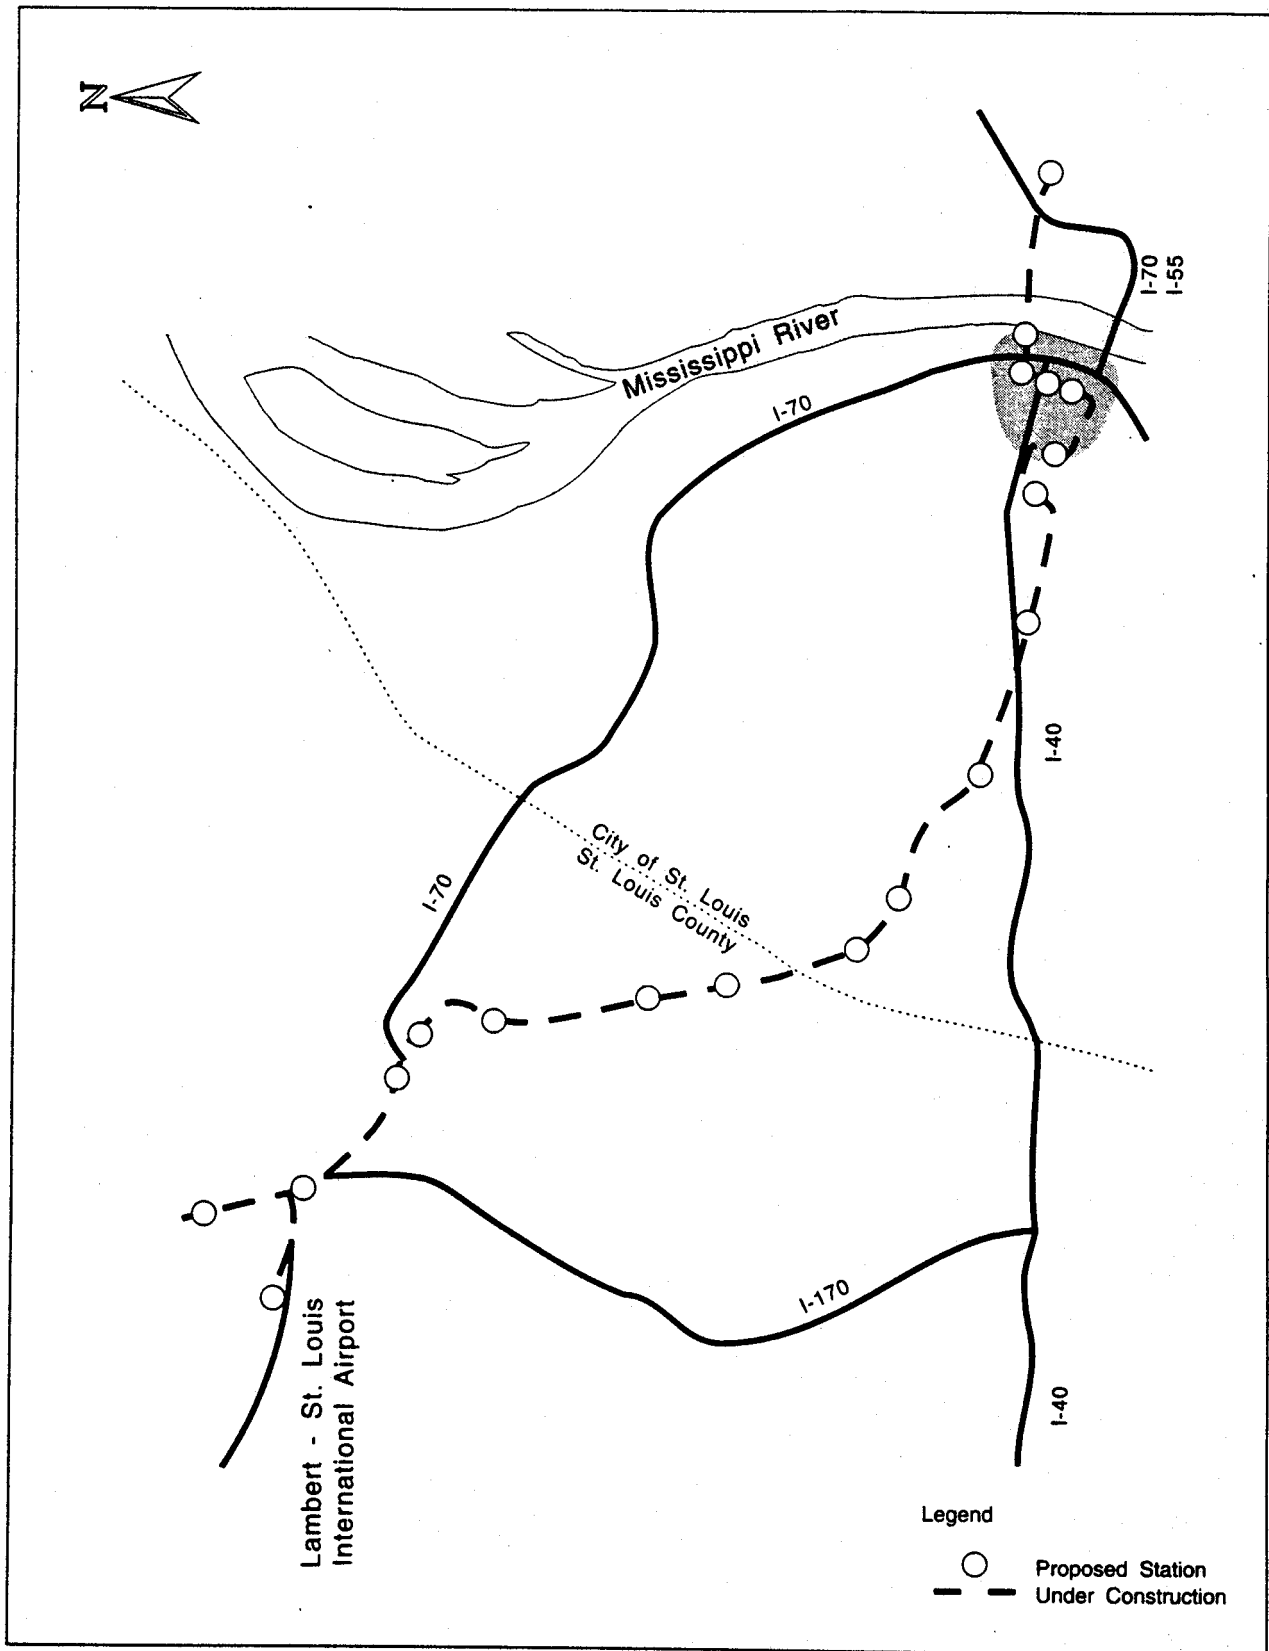 N
I-70
I-55
Mississippi River
I-70
I-40
City of St. Louis
St. Louis County
I-70
I-170
I-40
Lambert - St. Louis
International Airport
Legend
Proposed Station
Under Construction